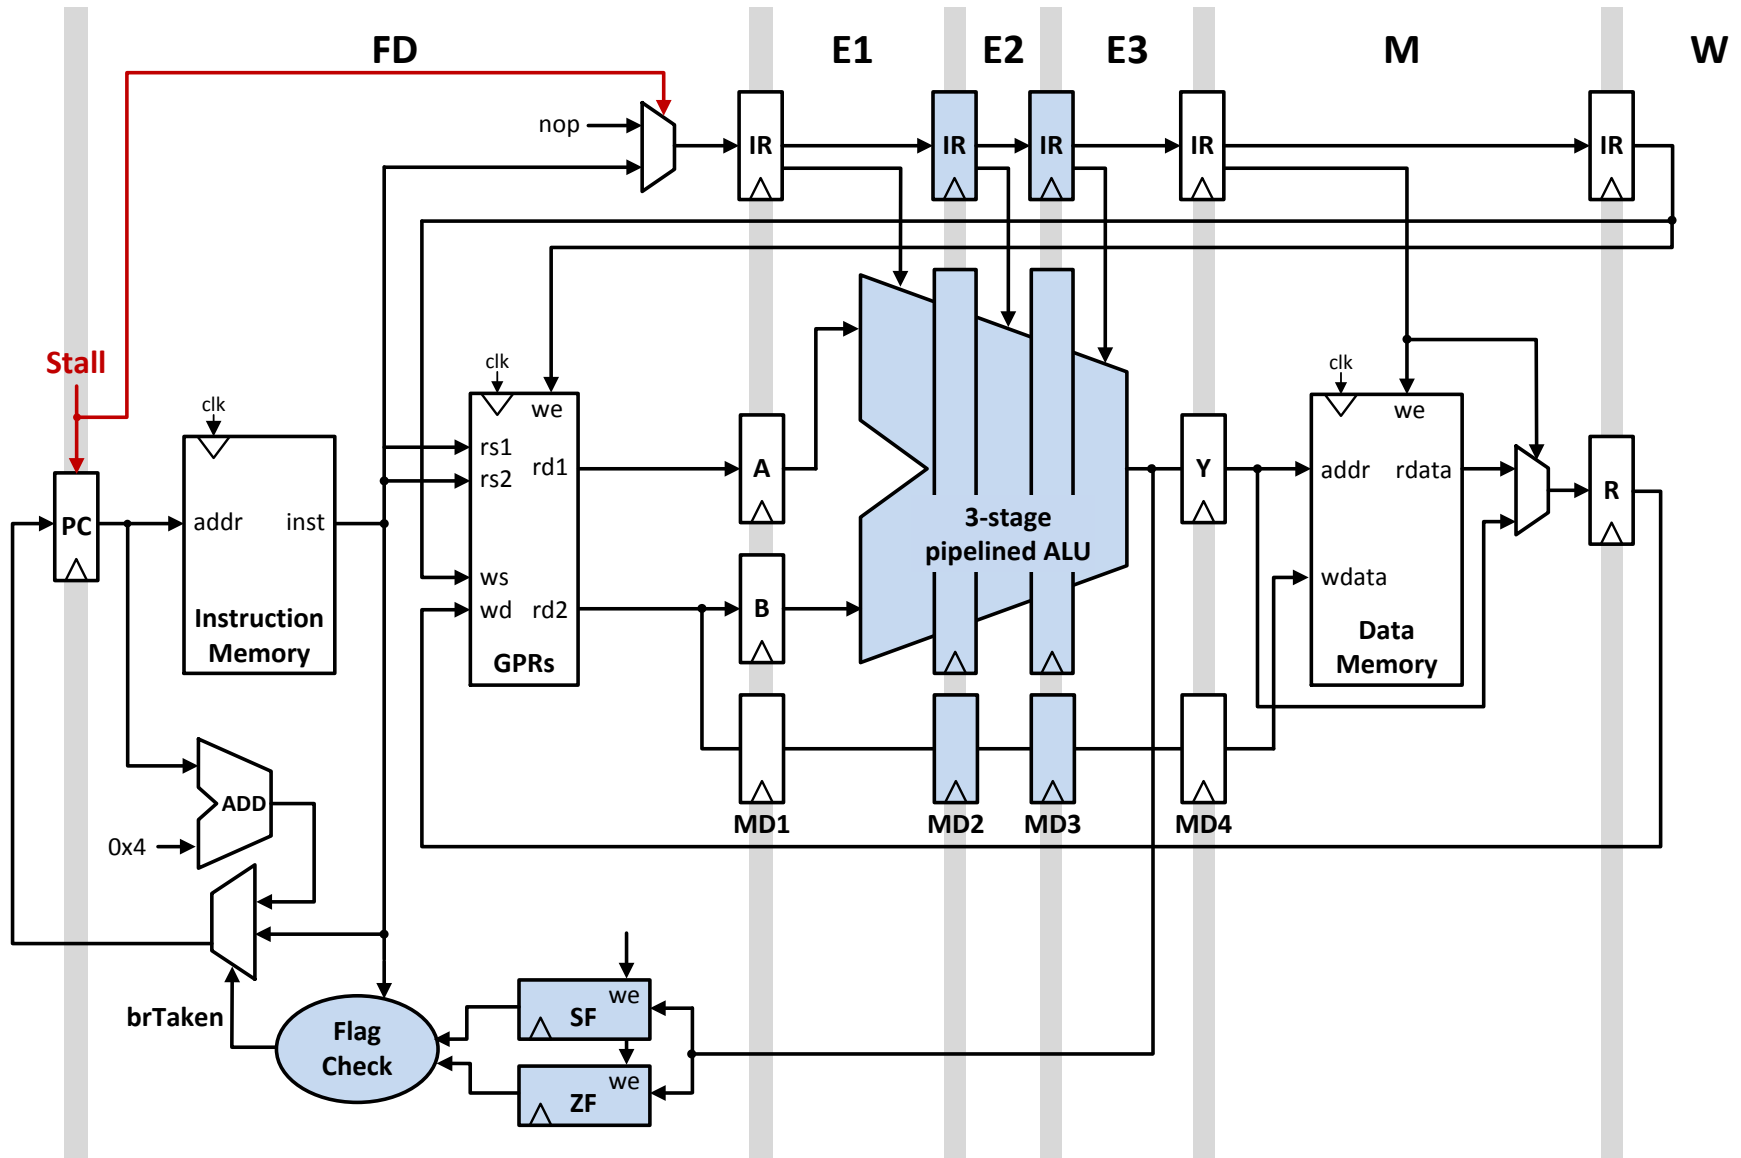 FD
E1
E2
E3
M
W
nop
IR
IR
IR
IR
IR
Stall
clk
clk
clk
we
we
rs1
rs2
rd1
A
Y
addr
rdata
R
PC
addr
inst
3-stage
pipelined ALU
ws
wd
rd2
B
wdata
Instruction
Memory
GPRs
Data
Memory
ADD
0x4
MD1
MD2
MD3
MD4
brTaken
Flag
Check
we
SF
we
ZF